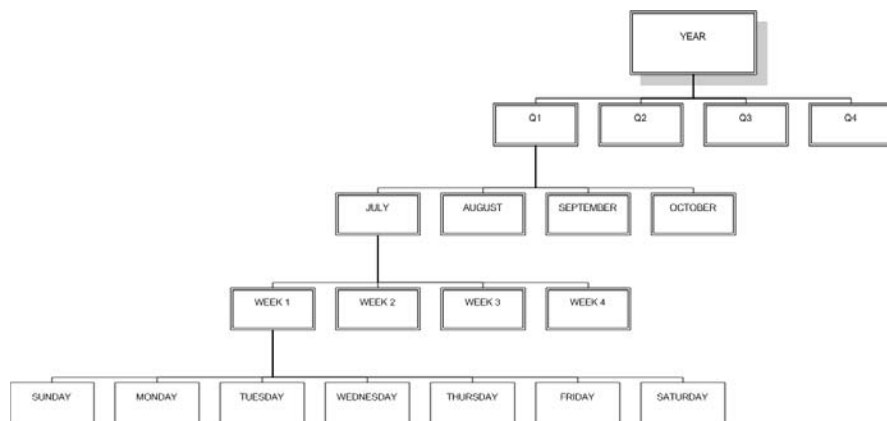 YEAR
Q1 Q2 Q3 Q4
JULY AUGUST SEPTEMBER OCTOBER
WEEK 1 WEEK 2 WEEK 3 WEEK 4
SUNDAY MONDAY TUESDAY WEDNESDAY THURSDAY FRIDAY SATURDAY